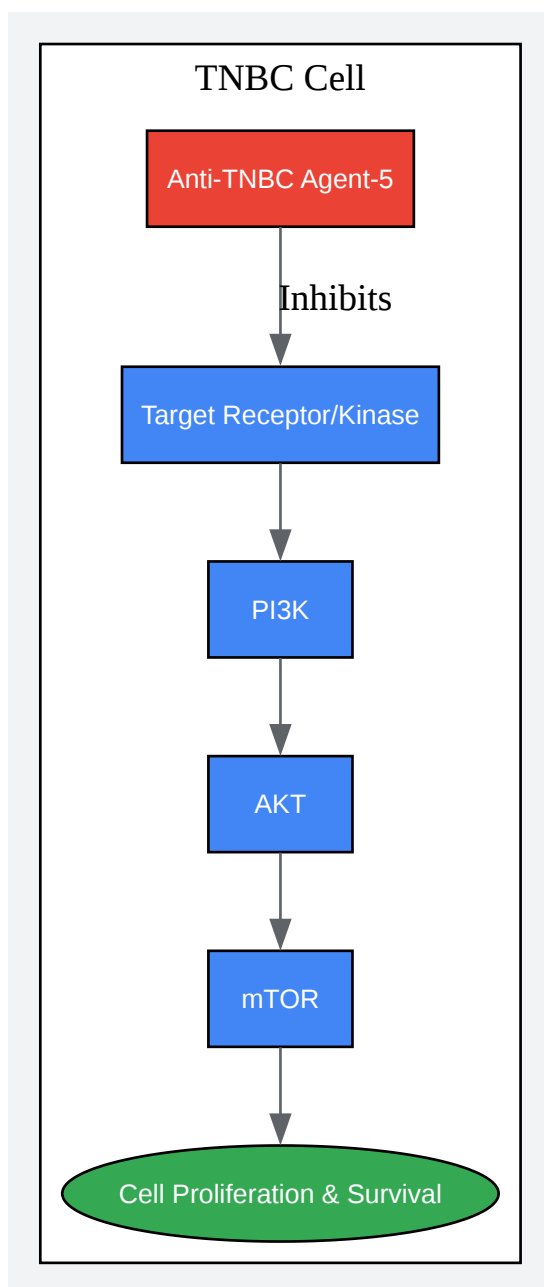 TNBC Cell
Anti-TNBC Agent-5
Inhibits
Target Receptor/Kinase
PI3K
AKT
mTOR
Cell Proliferation & Survival